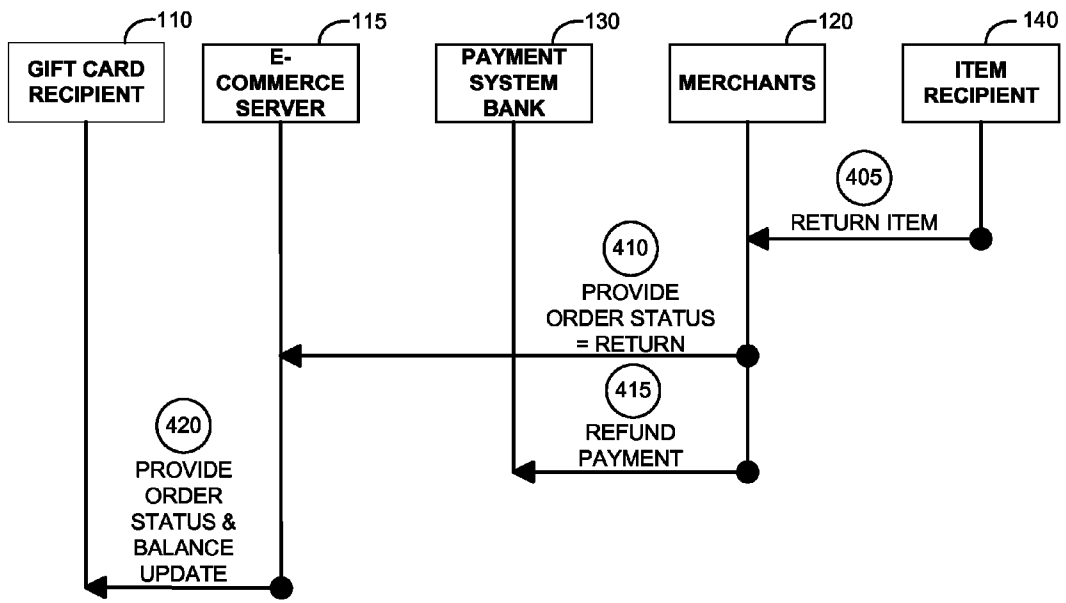 110
115
130
120
140
GIFT CARD
RECIPIENT
E-
COMMERCE
SERVER
PAYMENT
SYSTEM
BANK
MERCHANTS
ITEM
RECIPIENT
405
RETURN ITEM
410
PROVIDE
ORDER STATUS
= RETURN
415
REFUND
PAYMENT
420
PROVIDE
ORDER
STATUS &
BALANCE
UPDATE